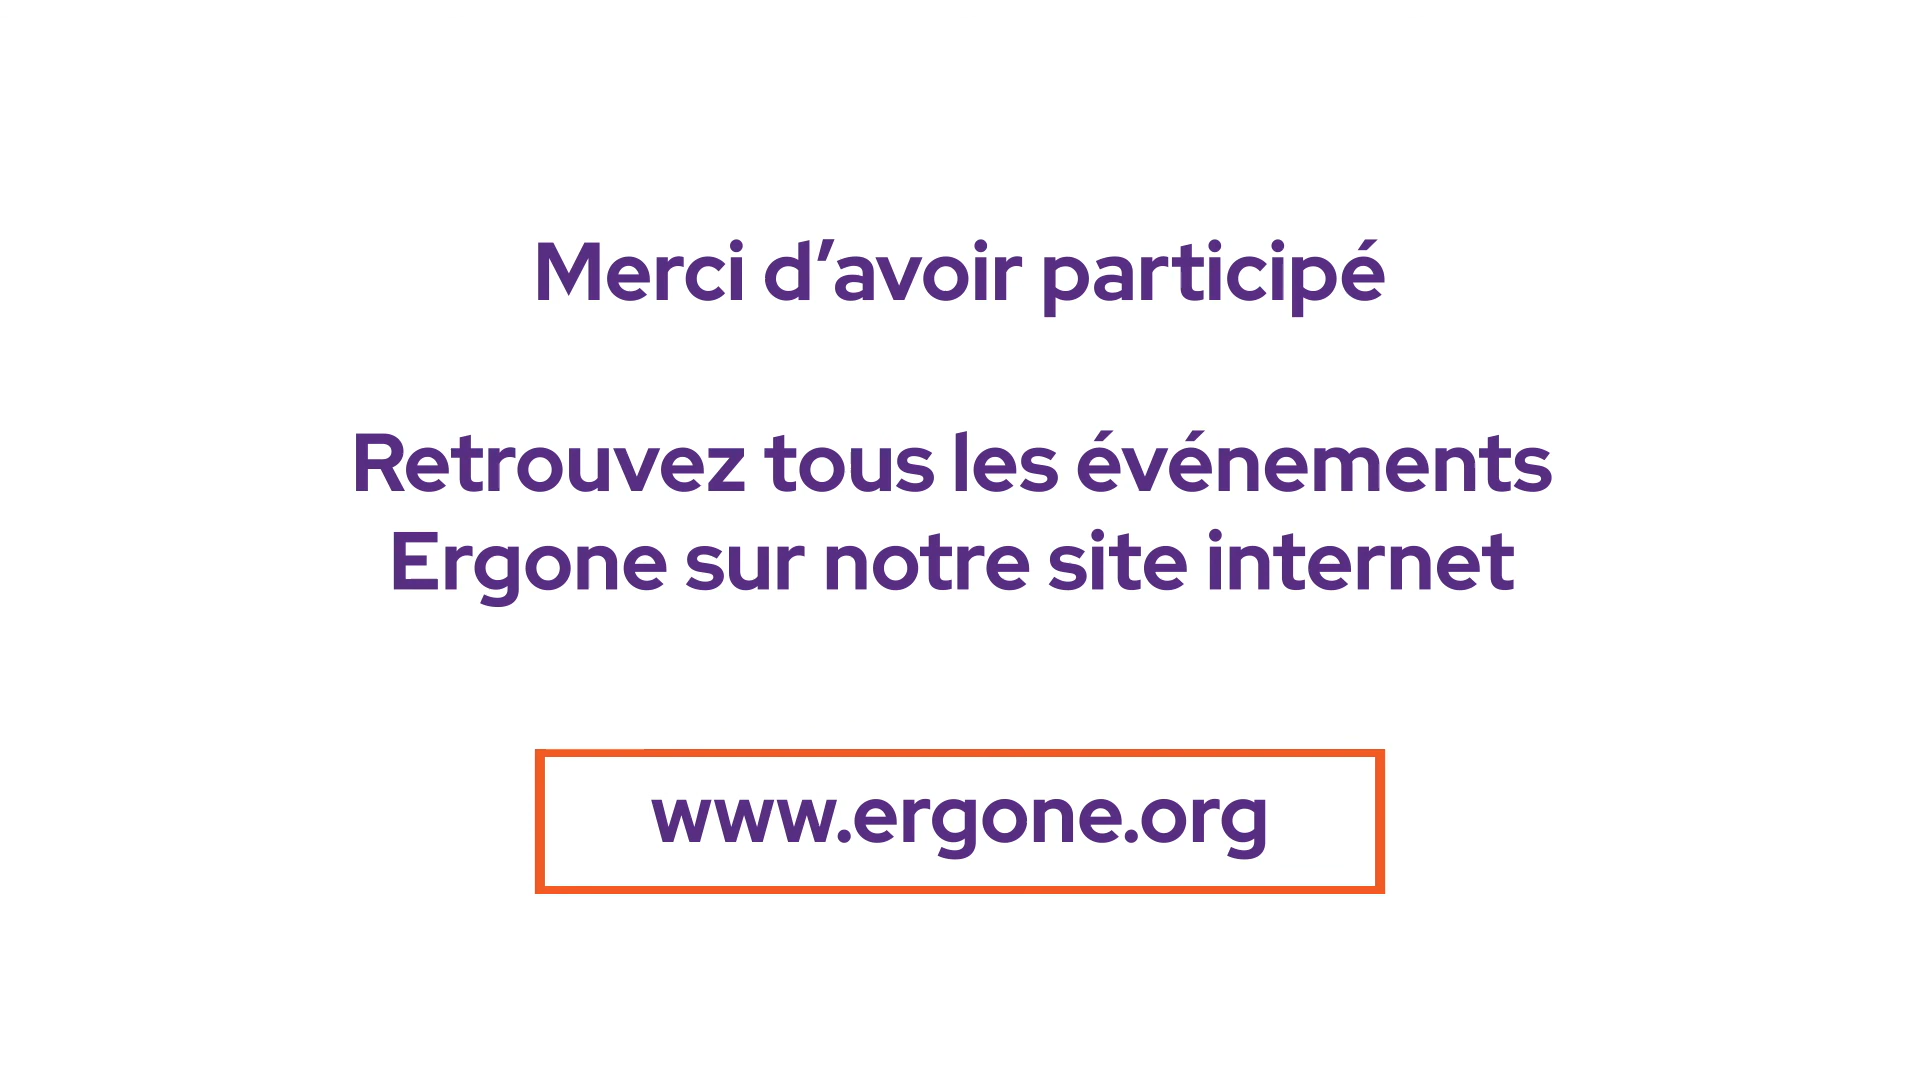 Merci d’avoir participé
Retrouvez tous les événements
Ergone sur notre site internet
www.ergone.org